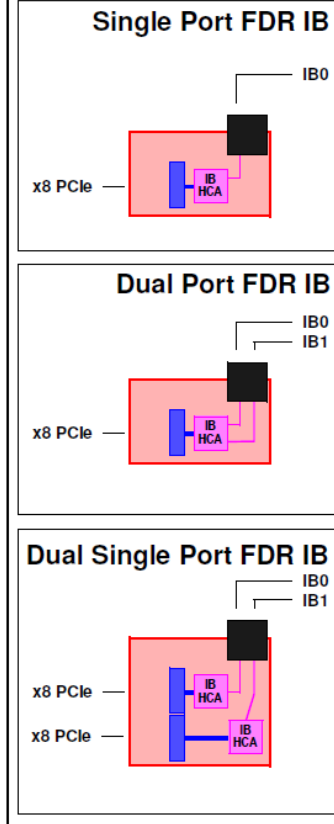 Single Port FDR IB
IB0
x8 PCIe
IB
HCA
Dual Port FDR IB
IB0
IB1
x8 PCIe
IB
HCA
Dual Single Port FDR IB
IB0
IB1
x8 PCIe
IB
HCA
x8 PCIe
IB
HCA